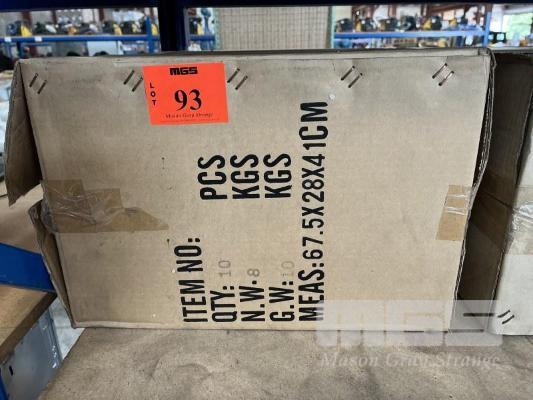 MGS
LOT
93
Mason Gray Strange
ITEM NO:
QTY: 10 PCS
N.W. 8 KGS
G.W: 10 KGS
MEAS:67.5X28X41CM
MGS
Mason Gray Strange